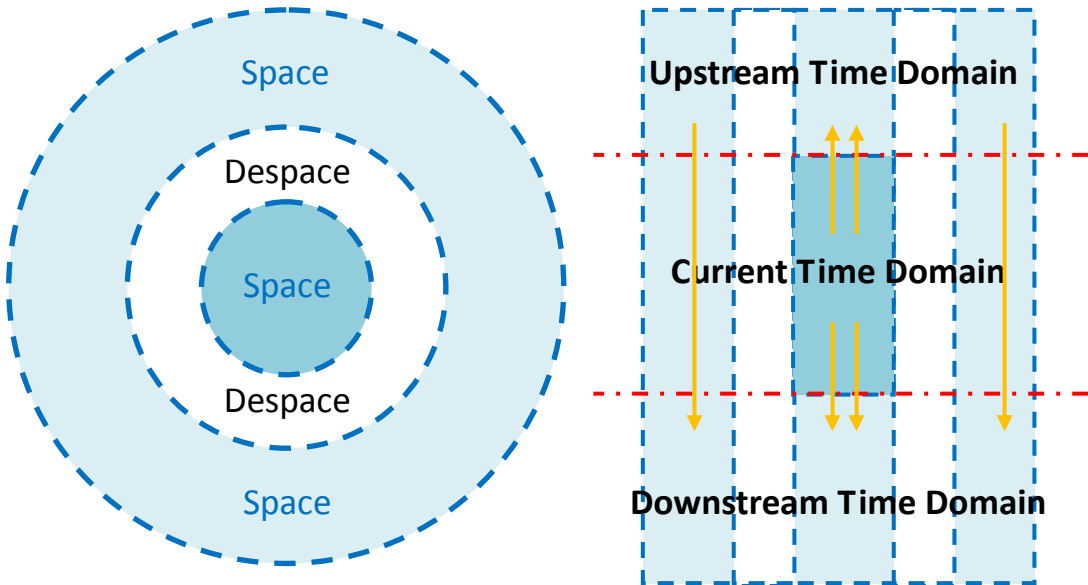 Space
Despace
Space
Despace
Space
Upstream Time Domain
Current Time Domain
Downstream Time Domain